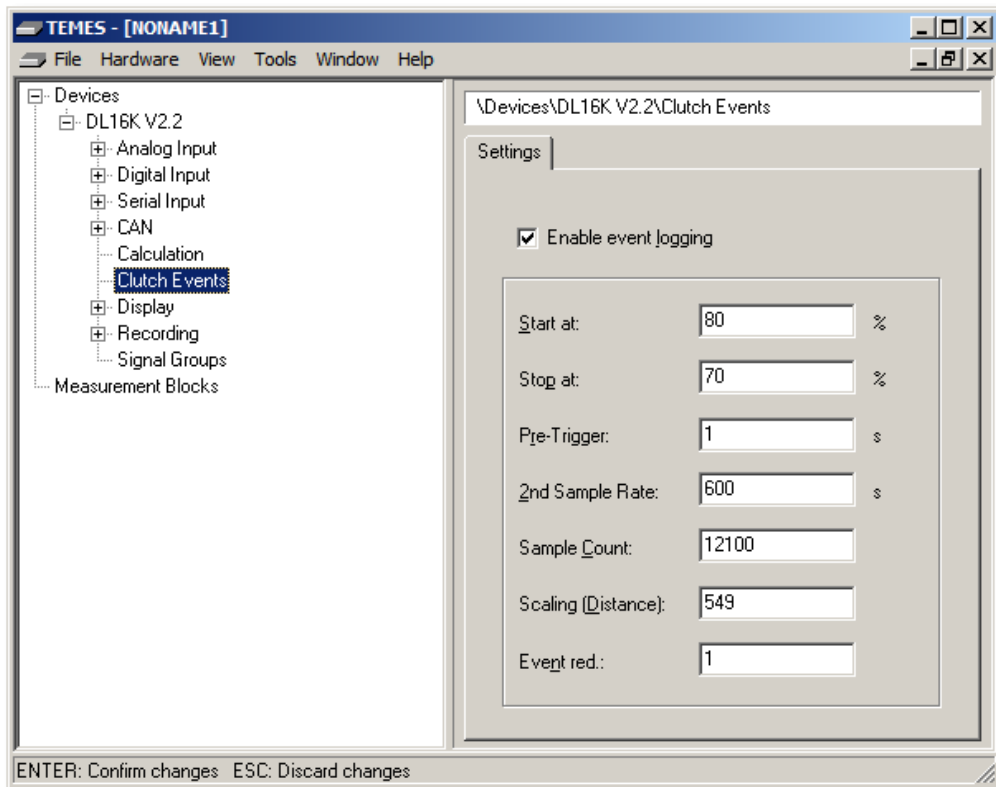 TEMES - [NONAME1]
File Hardware View Tools Window Help
Devices
DL16K V2.2
Analog Input
Digital Input
Serial Input
CAN
Calculation
Clutch Events
Display
Recording
Signal Groups
Measurement Blocks
\Devices\DL16K V2.2\Clutch Events
Settings
Enable event logging
Start at: 80 %
Stop at: 70 %
Pre-Trigger: 1 s
2nd Sample Rate: 600 s
Sample Count: 12100
Scaling (Distance): 549
Event red.: 1
ENTER: Confirm changes ESC: Discard changes